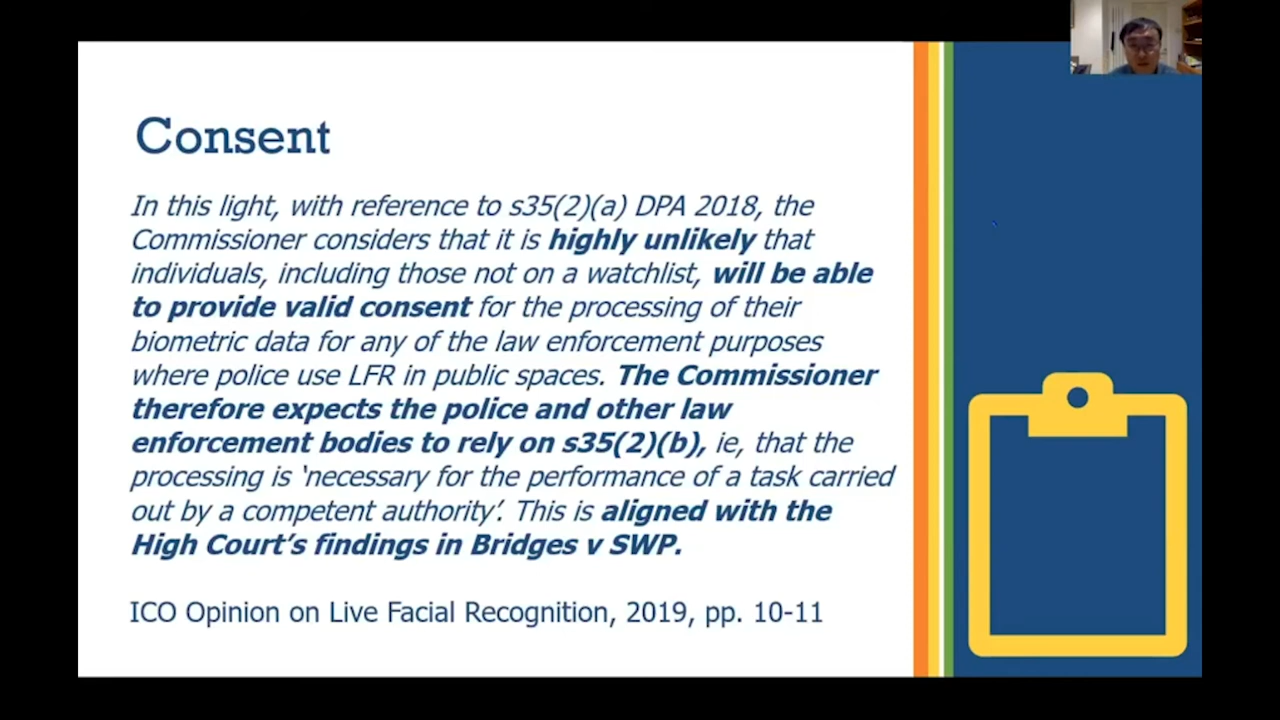 Consent
In this light, with reference to s35(2)(a) DPA 2018, the
Commissioner considers that it is highly unlikely that
individuals, including those not on a watchlist, will be able
to provide valid consent for the processing of their
biometric data for any of the law enforcement purposes
where police use LFR in public spaces. The Commissioner
therefore expects the police and other law
enforcement bodies to rely on s35(2)(b), ie, that the
processing is ‘necessary for the performance of a task carried
out by a competent authority’. This is aligned with the
High Court’s findings in Bridges v SWP.
ICO Opinion on Live Facial Recognition, 2019, pp. 10-11